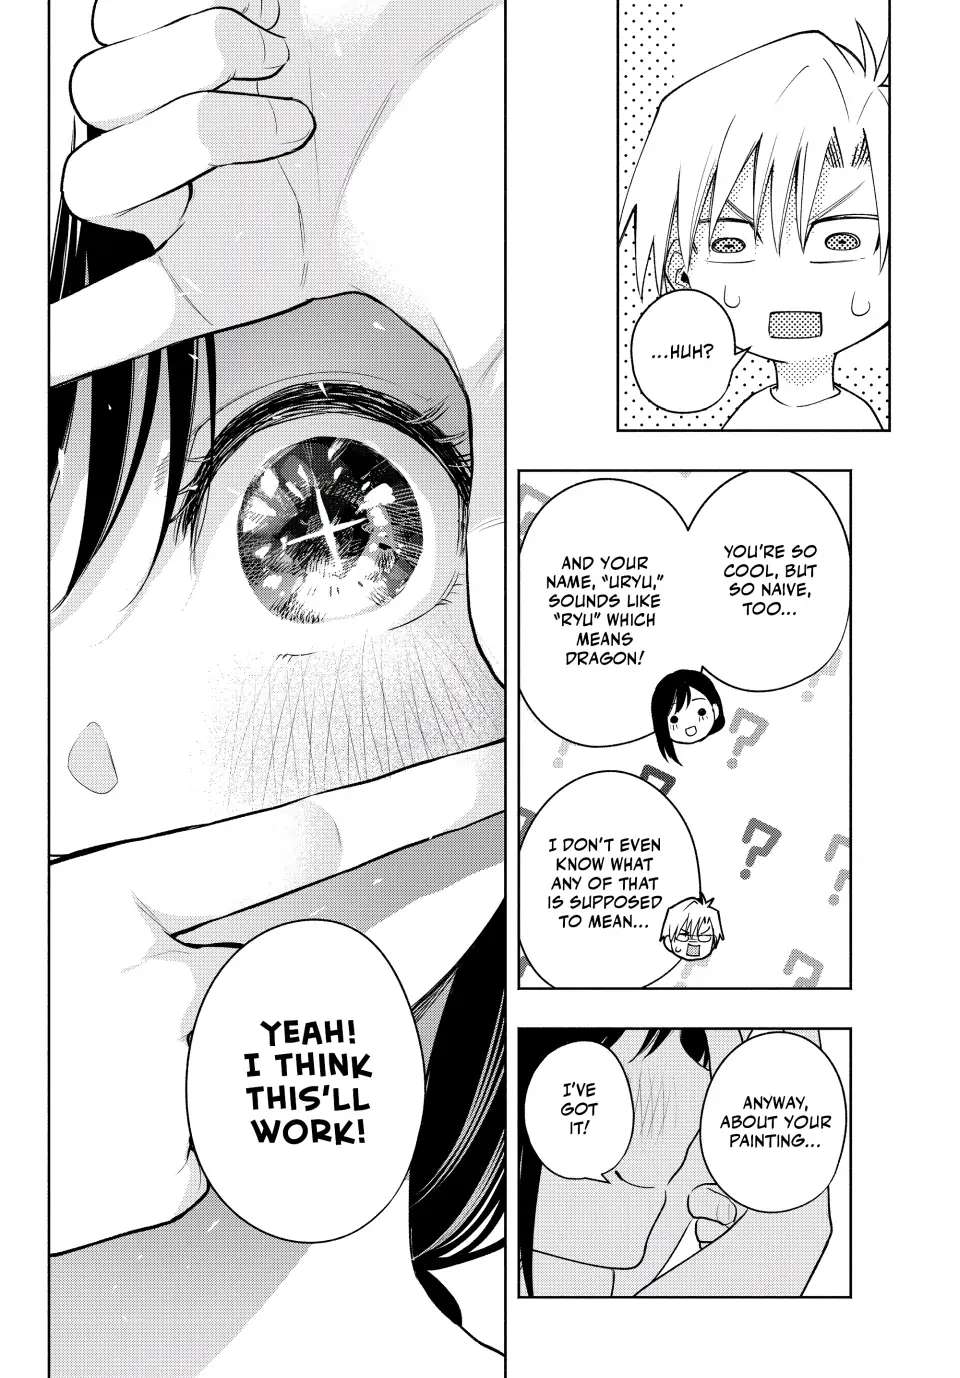 ...HUH?
YOU'RE SO
COOL, BUT
SO NAIVE,
TOO...
AND YOUR
NAME, "URYU,"
SOUNDS LIKE
"RYU" WHICH
MEANS
DRAGON!
I DON'T EVEN
KNOW WHAT
ANY OF THAT
IS SUPPOSED
TO MEAN...
ANYWAY,
ABOUT YOUR
PAINTING...
I'VE
GOT
IT!
YEAH!
I THINK
THIS'LL
WORK!